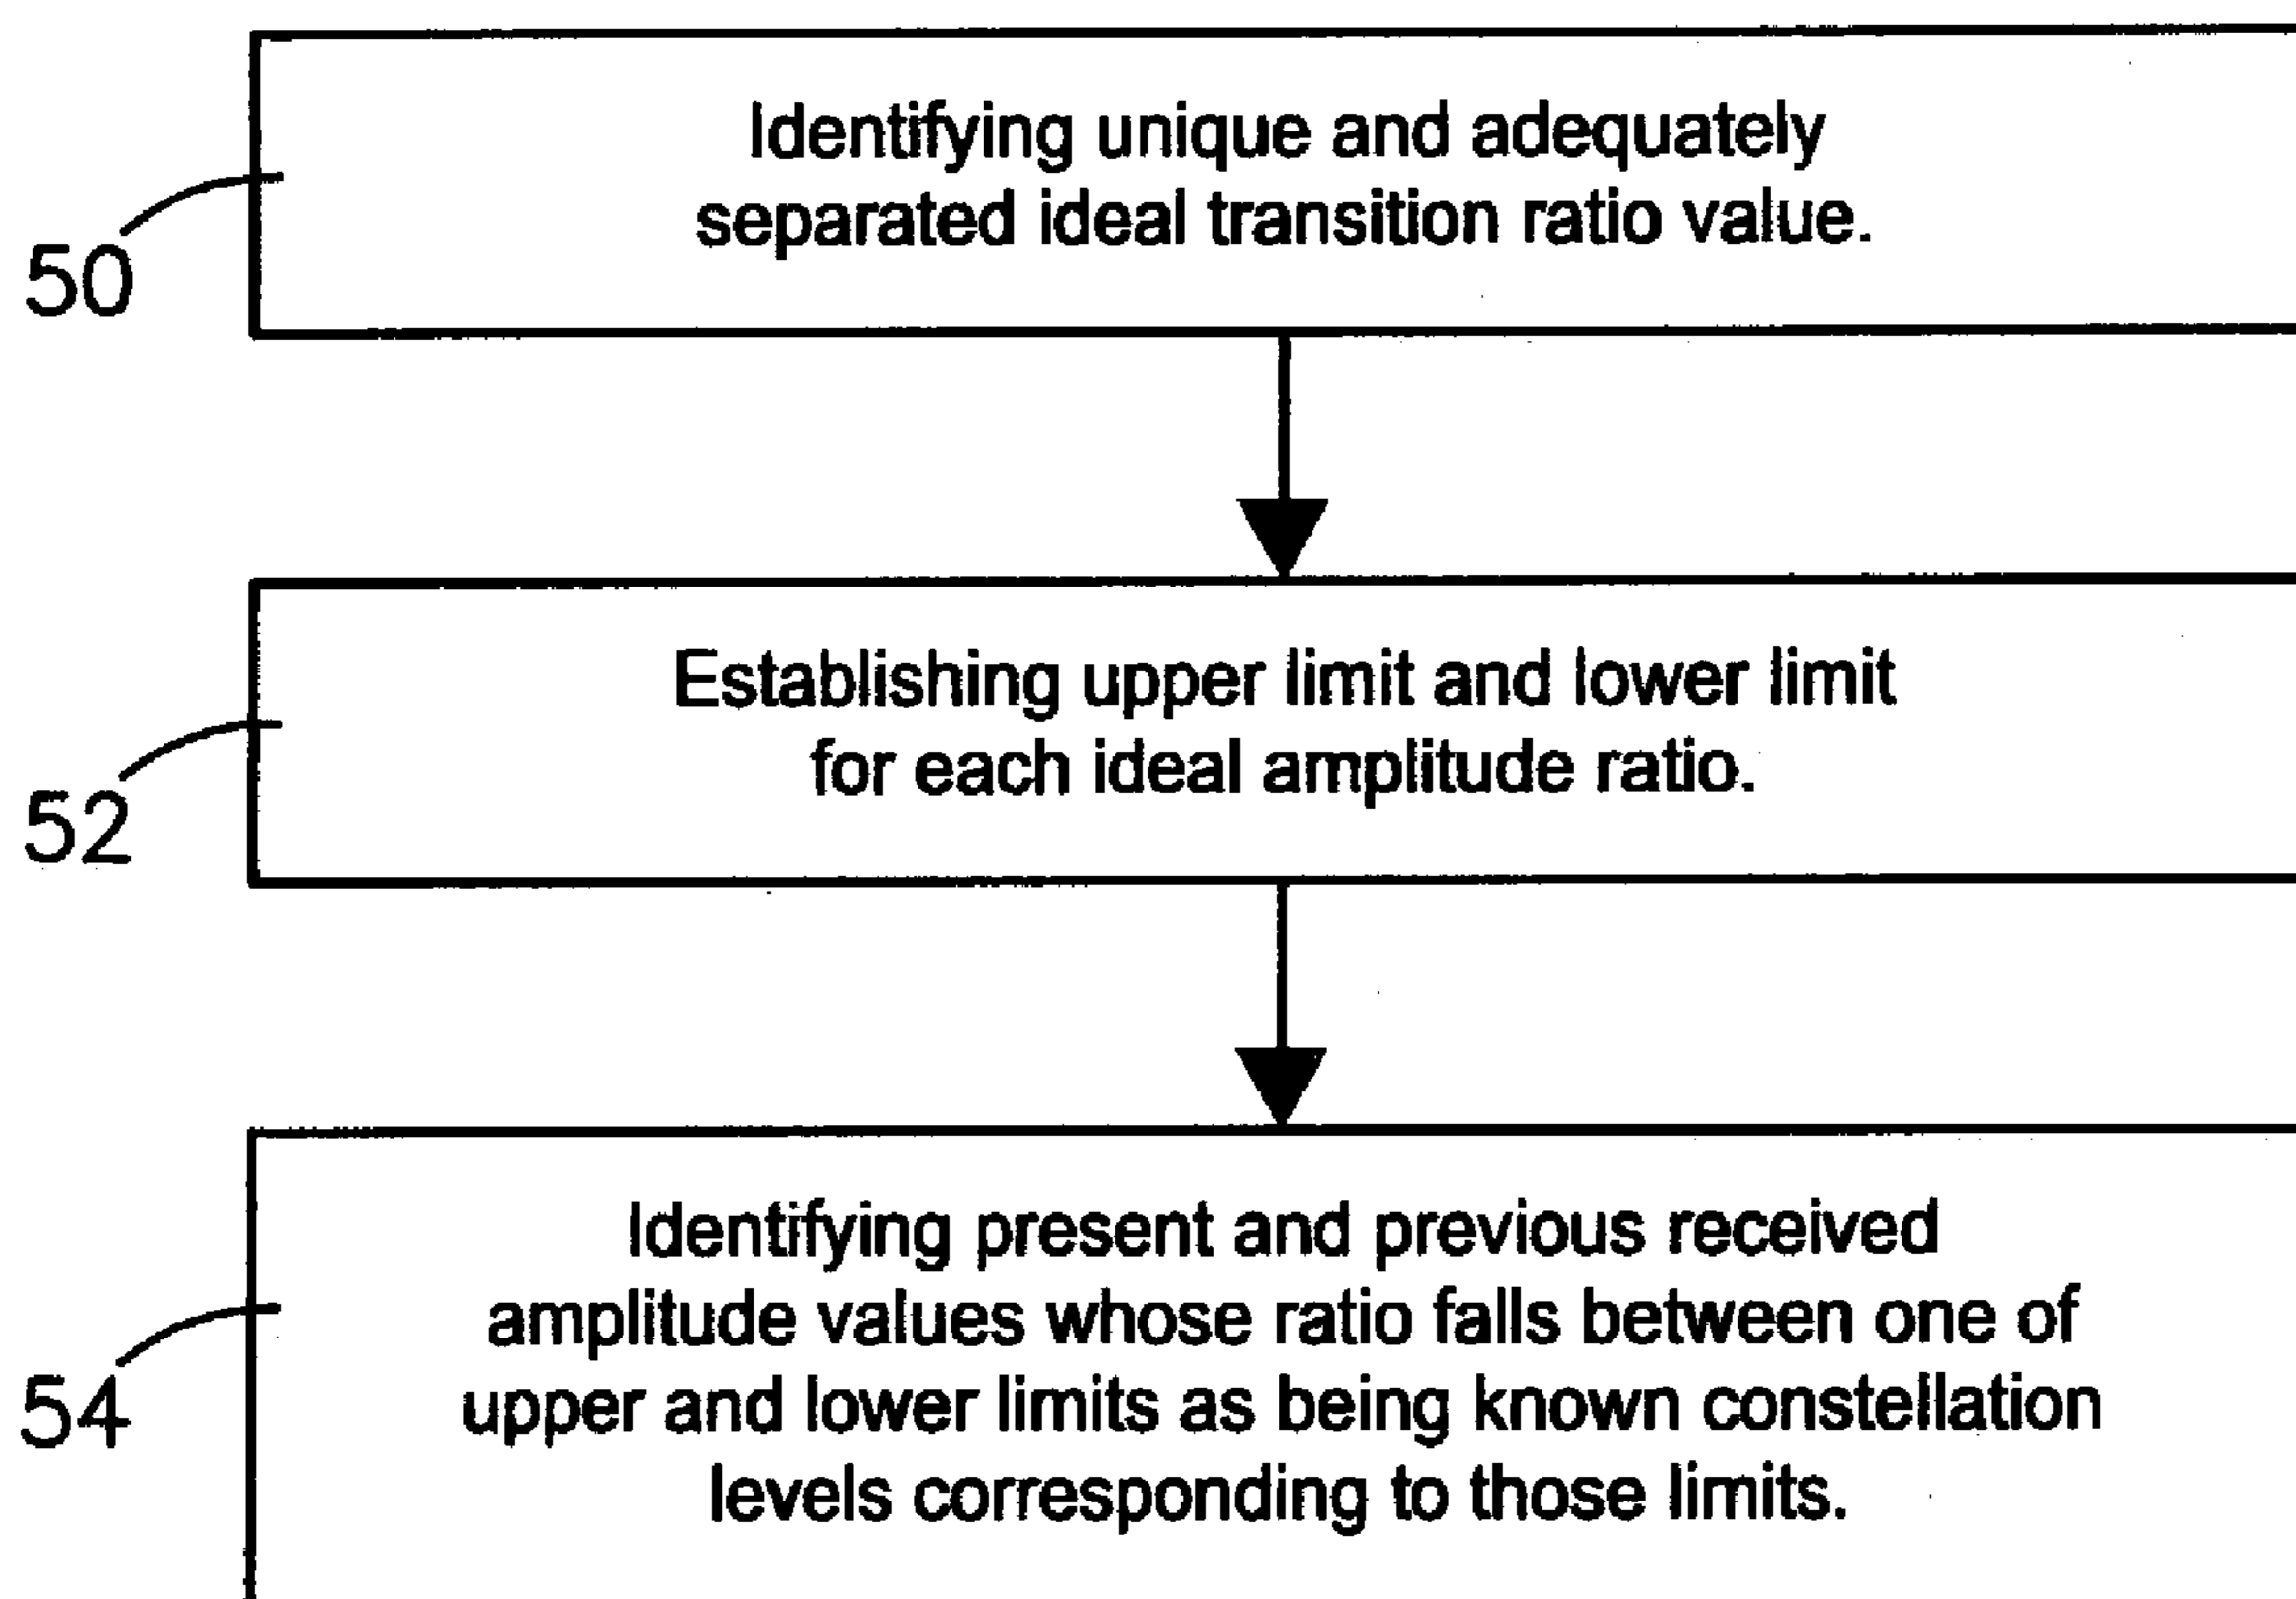 Identifying unique and adequately
separated ideal transition ratio value.
50
Establishing upper limit and lower limit
for each ideal amplitude ratio.
52
Identifying present and previous received
amplitude values whose ratio falls between one of
upper and lower limits as being known constellation
levels corresponding to those limits.
54